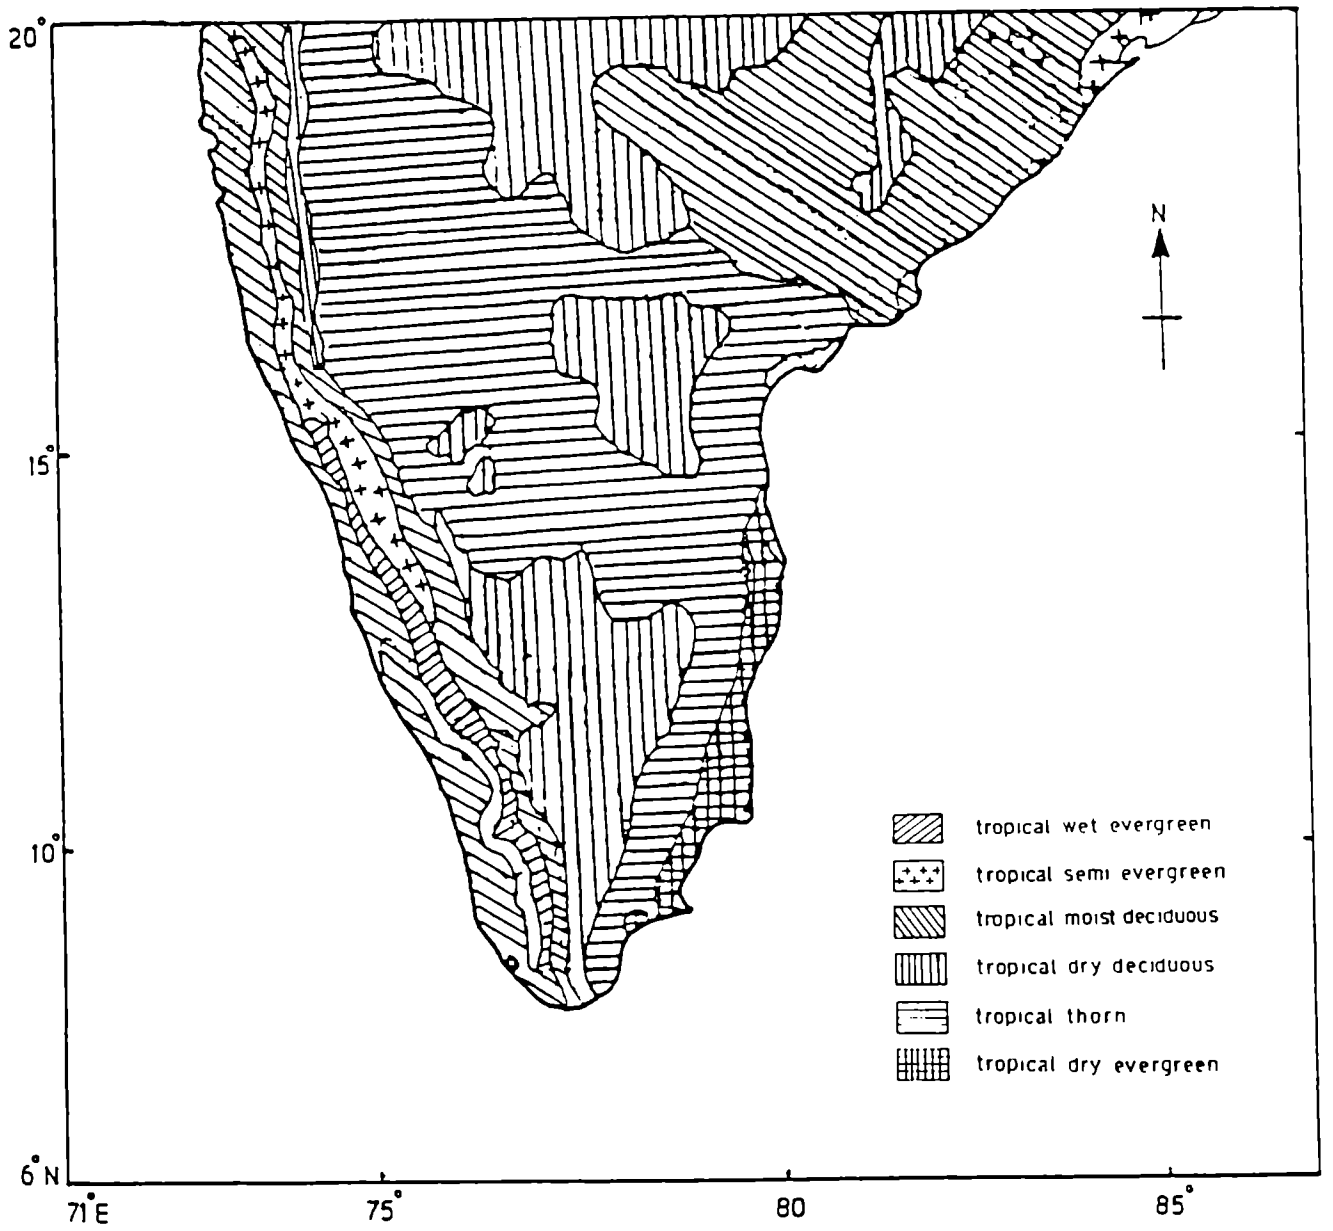 20°
N
15°
10°
tropical wet evergreen
tropical semi evergreen
tropical moist deciduous
tropical dry deciduous
tropical thorn
tropical dry evergreen
6°N
71°E 75° 80 85°